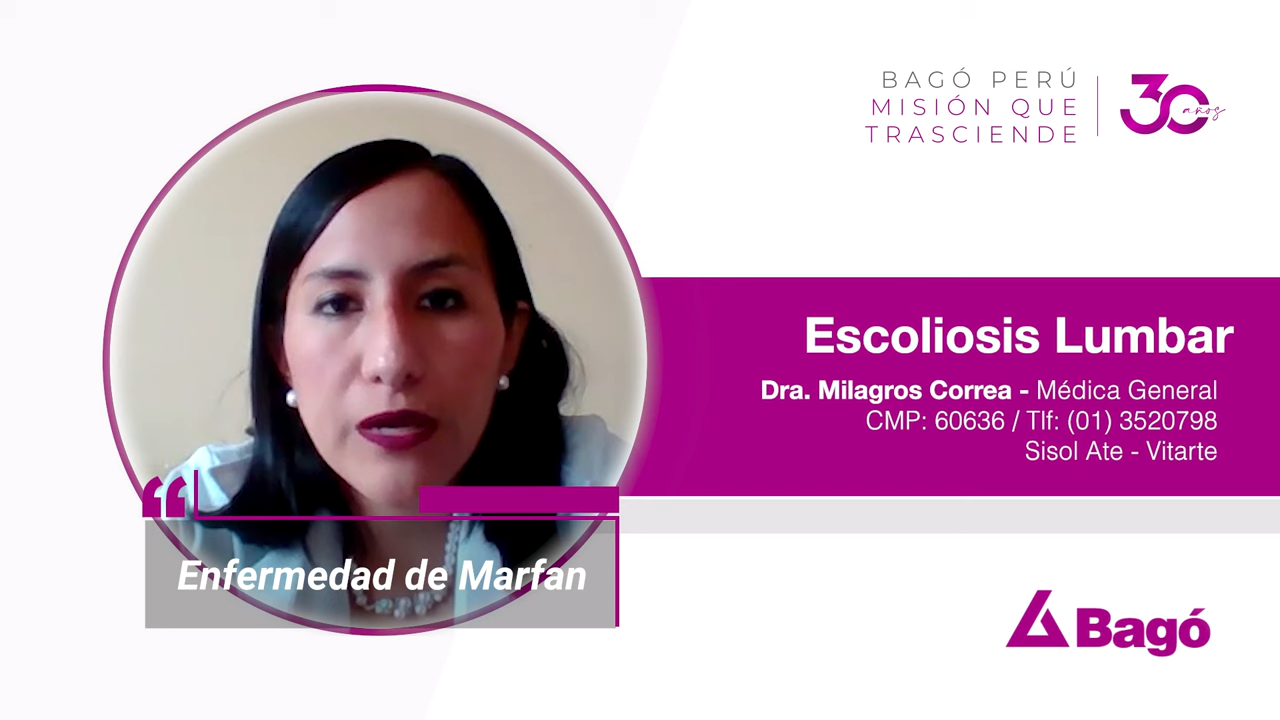 BAGÓ PERÚ
MISIÓN QUE
TRASCIENDE
30
años
Escoliosis Lumbar
Dra. Milagros Correa - Médica General
CMP: 60636 / Tlf: (01) 3520798
Sisol Ate - Vitarte
Enfermedad de Marfan
Bagó